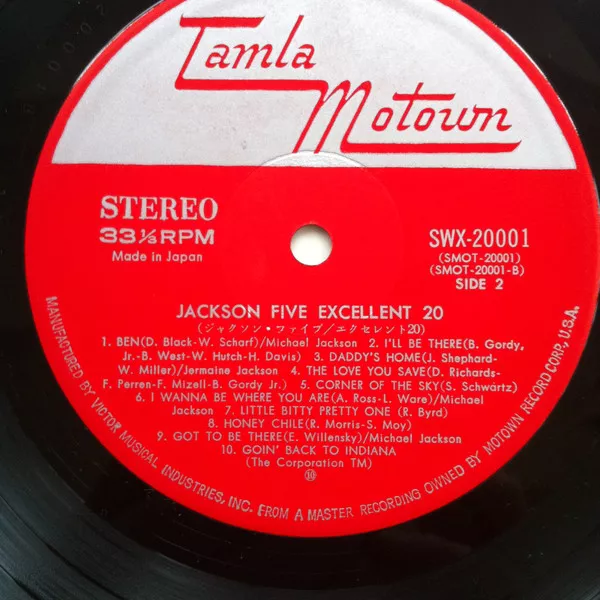 Tamla
Motown
STEREO
33⅓RPM
Made in Japan
SWX-20001
(SMOT-20001)
(SMOT-20001-B)
SIDE 2
JACKSON FIVE EXCELLENT 20
(ジャクソン・ファイブ/エクセレント20)
1. BEN(D. Black-W. Scharf)/Michael Jackson 2. I'LL BE THERE(B. Gordy,
Jr.-B. West-W. Hutch-H. Davis) 3. DADDY'S HOME(J. Shephard-
W. Miller)/Jermaine Jackson 4. THE LOVE YOU SAVE(D. Richards-
F. Perren-F. Mizell-B. Gordy Jr.) 5. CORNER OF THE SKY(S. Schwartz)
6. I WANNA BE WHERE YOU ARE(A. Ross-L. Ware)/Michael
Jackson 7. LITTLE BITTY PRETTY ONE (R. Byrd)
8. HONEY CHILE(R. Morris-S. Moy)
9. GOT TO BE THERE(E. Willensky)/Michael Jackson
10. GOIN' BACK TO INDIANA
(The Corporation TM)
⑩
MANUFACTURED BY VICTOR MUSICAL INDUSTRIES, INC. FROM A MASTER RECORDING OWNED BY MOTOWN RECORD CORP., U.S.A.